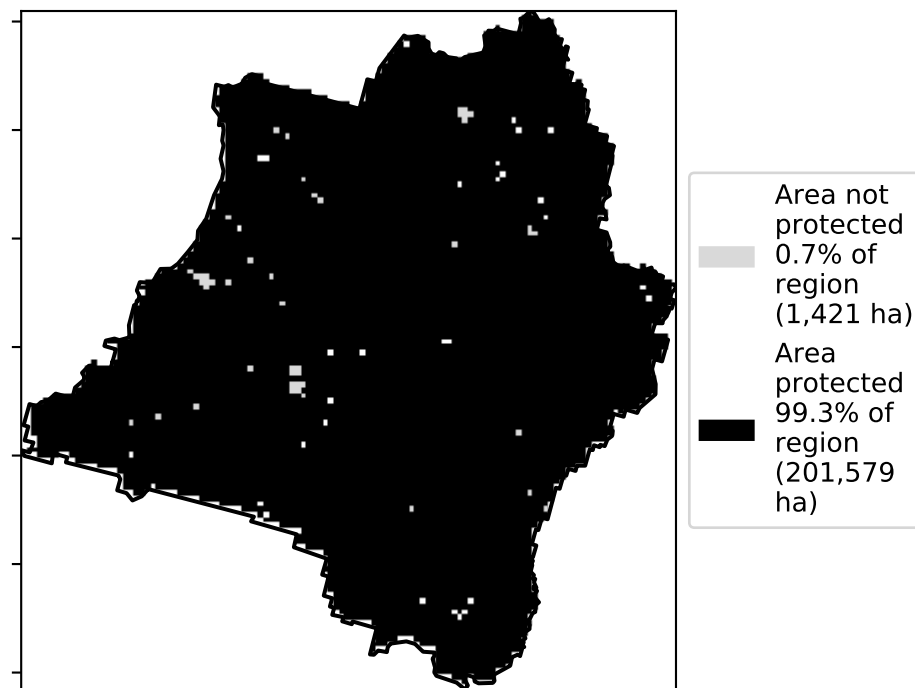 Area not
protected
0.7% of
region
(1,421 ha)
Area
protected
99.3% of
region
(201,579
ha)